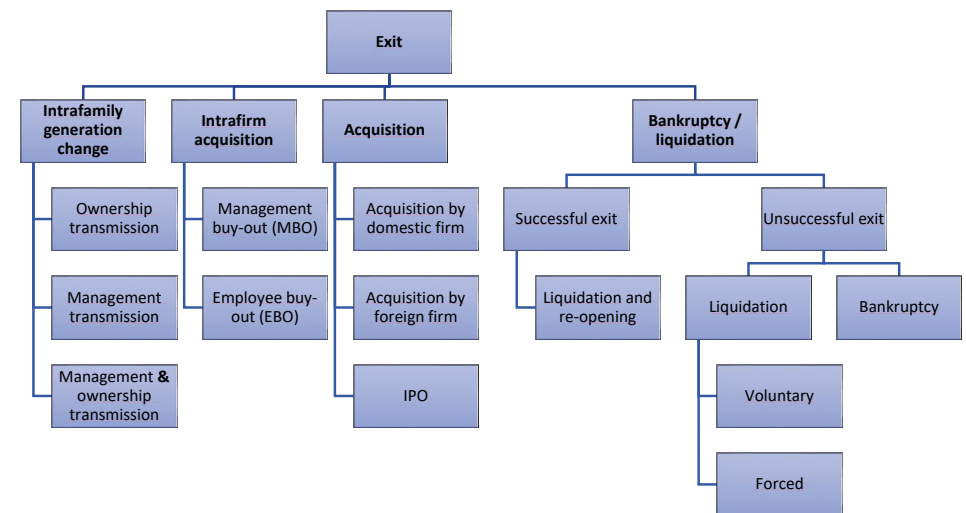 Exit
Intrafamily
generation
change
Intrafirm
acquisition
Acquisition
Bankruptcy /
liquidation
Ownership
transmission
Management
buy-out (MBO)
Acquisition by
domestic firm
Successful exit
Unsuccessful exit
Management
transmission
Employee buy-
out (EBO)
Acquisition by
foreign firm
Liquidation and
re-opening
Liquidation
Bankruptcy
Management &
ownership
transmission
IPO
Voluntary
Forced